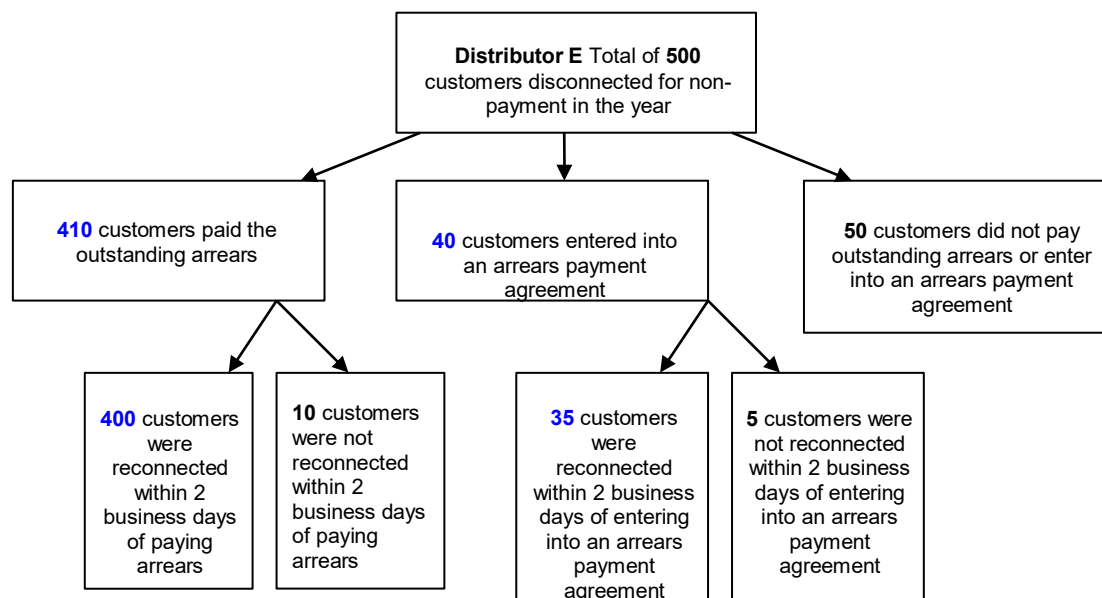 Distributor E Total of 500
customers disconnected for non-
payment in the year
410 customers paid the
outstanding arrears
40 customers entered into
an arrears payment
agreement
50 customers did not pay
outstanding arrears or enter
into an arrears payment
agreement
400 customers
were
reconnected
within 2
business days
of paying
arrears
10 customers
were not
reconnected
within 2
business days
of paying
arrears
35 customers
were
reconnected
within 2 business
days of entering
into an arrears
payment
agreement
5 customers were
not reconnected
within 2 business
days of entering
into an arrears
payment
agreement